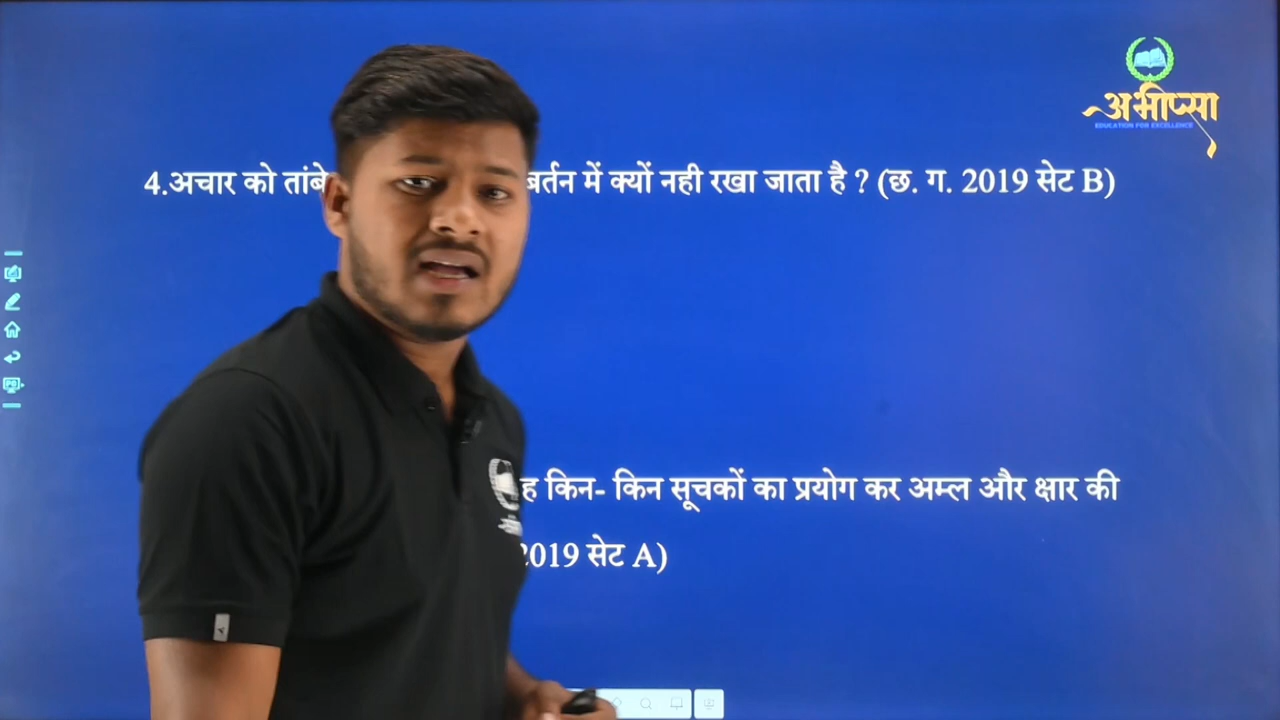 अभीप्सा
EDUCATION FOR EXCELLENCE
4.अचार को तांबे बर्तन में क्यों नही रखा जाता है ? (छ. ग. 2019 सेट B)
किन- किन सूचकों का प्रयोग कर अम्ल और क्षार की
2019 सेट A)